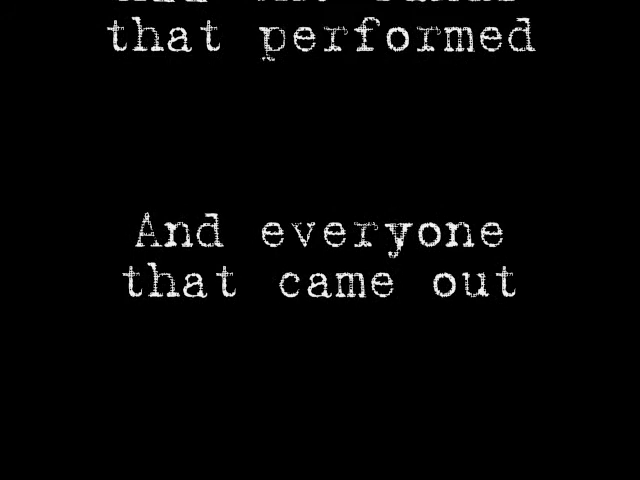 that performed
And everyone
that came out